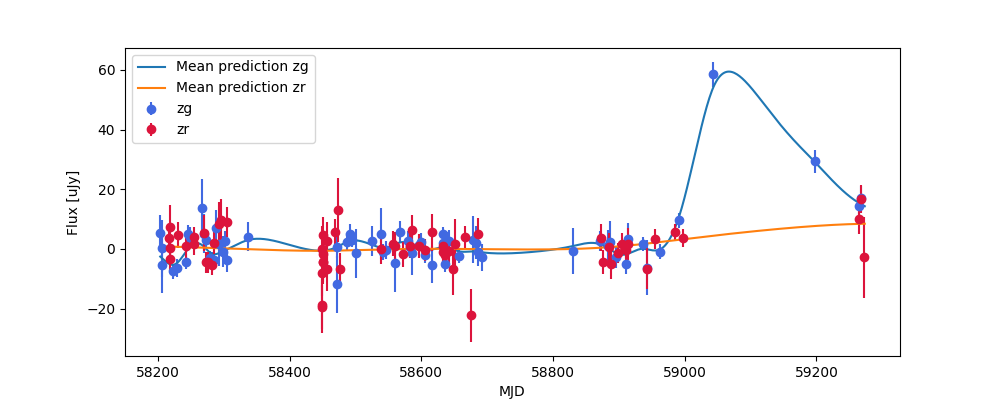 Mean prediction zg
Mean prediction zr
zg
zr
Flux [uJy]
60
40
20
0
−20
58200
58400
58600
58800
59000
59200
MJD